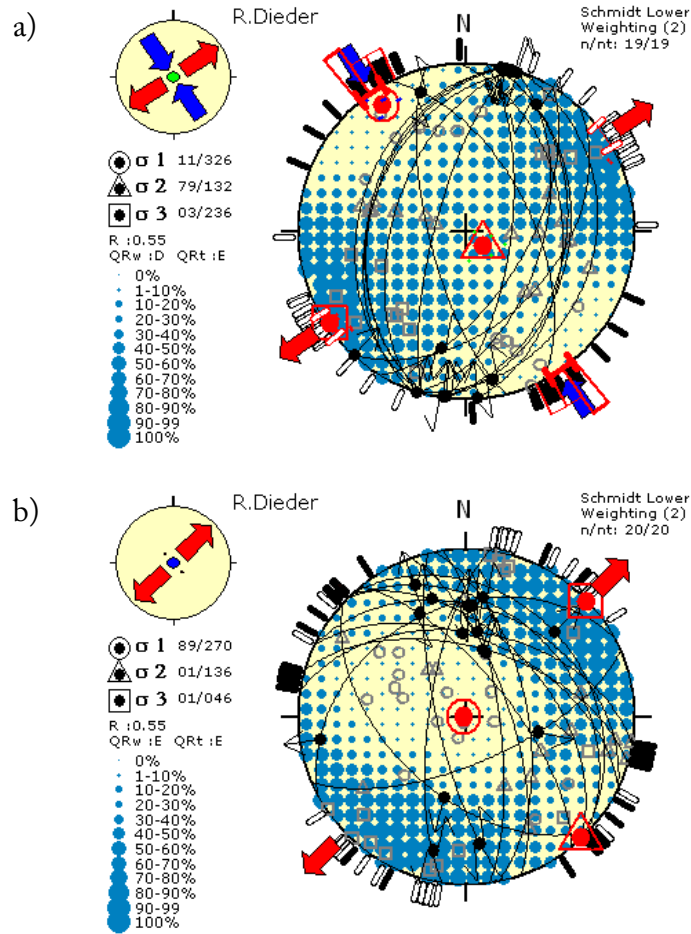 a)
R.Dieder
N
Schmidt Lower
Weighting (2)
n/nt: 19/19
σ 1 11/326
σ 2 79/132
σ 3 03/236
R :0.55
QRw :D QRt :E
0%
1-10%
10-20%
20-30%
30-40%
40-50%
50-60%
60-70%
70-80%
80-90%
90-99
100%
b)
R.Dieder
N
Schmidt Lower
Weighting (2)
n/nt: 20/20
σ 1 89/270
σ 2 01/136
σ 3 01/046
R :0.55
QRw :E QRt :E
0%
1-10%
10-20%
20-30%
30-40%
40-50%
50-60%
60-70%
70-80%
80-90%
90-99
100%